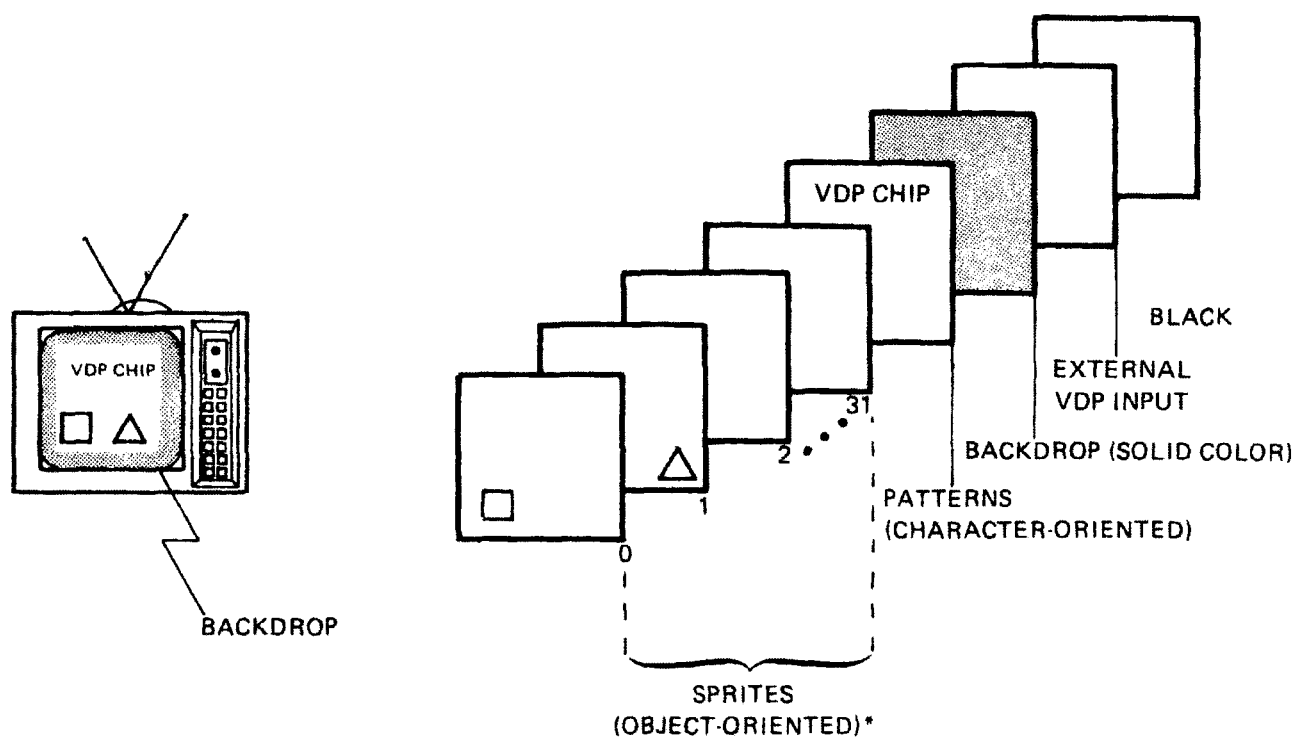 VDP CHIP
BACKDROP
VDP CHIP
0
1
2
31
BLACK
EXTERNAL
VDP INPUT
BACKDROP (SOLID COLOR)
PATTERNS
(CHARACTER-ORIENTED)
SPRITES
(OBJECT-ORIENTED)*